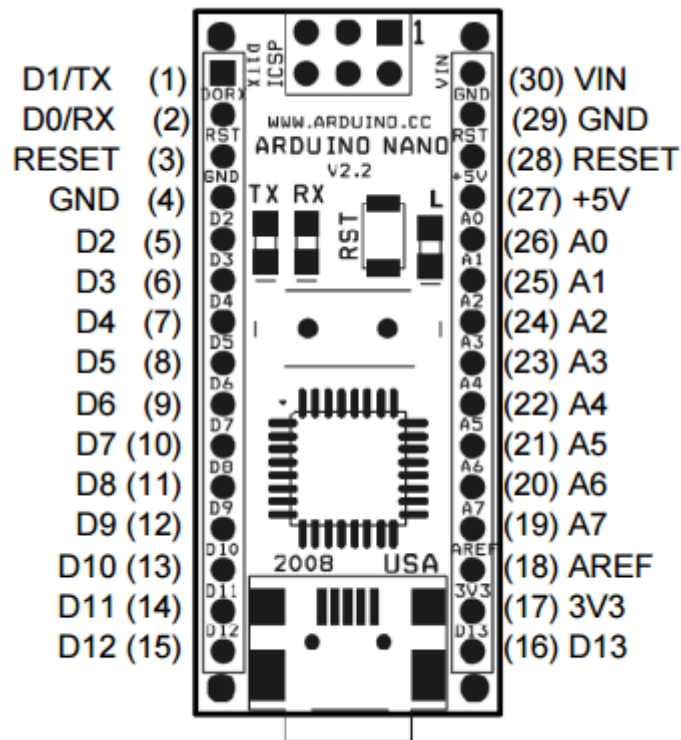 D1/TX (1)
D0/RX (2)
RESET (3)
GND (4)
D2 (5)
D3 (6)
D4 (7)
D5 (8)
D6 (9)
D7 (10)
D8 (11)
D9 (12)
D10 (13)
D11 (14)
D12 (15)
D1TX
ICSP
1
VIN
D0RX
RST
GND
D2
D3
D4
D5
D6
D7
D8
D9
D10
D11
D12
WWW.ARDUINO.CC
ARDUINO NANO
V2.2
TX RX
RST
L
2008 USA
GND
RST
+5V
A0
A1
A2
A3
A4
A5
A6
A7
AREF
3V3
D13
(30) VIN
(29) GND
(28) RESET
(27) +5V
(26) A0
(25) A1
(24) A2
(23) A3
(22) A4
(21) A5
(20) A6
(19) A7
(18) AREF
(17) 3V3
(16) D13